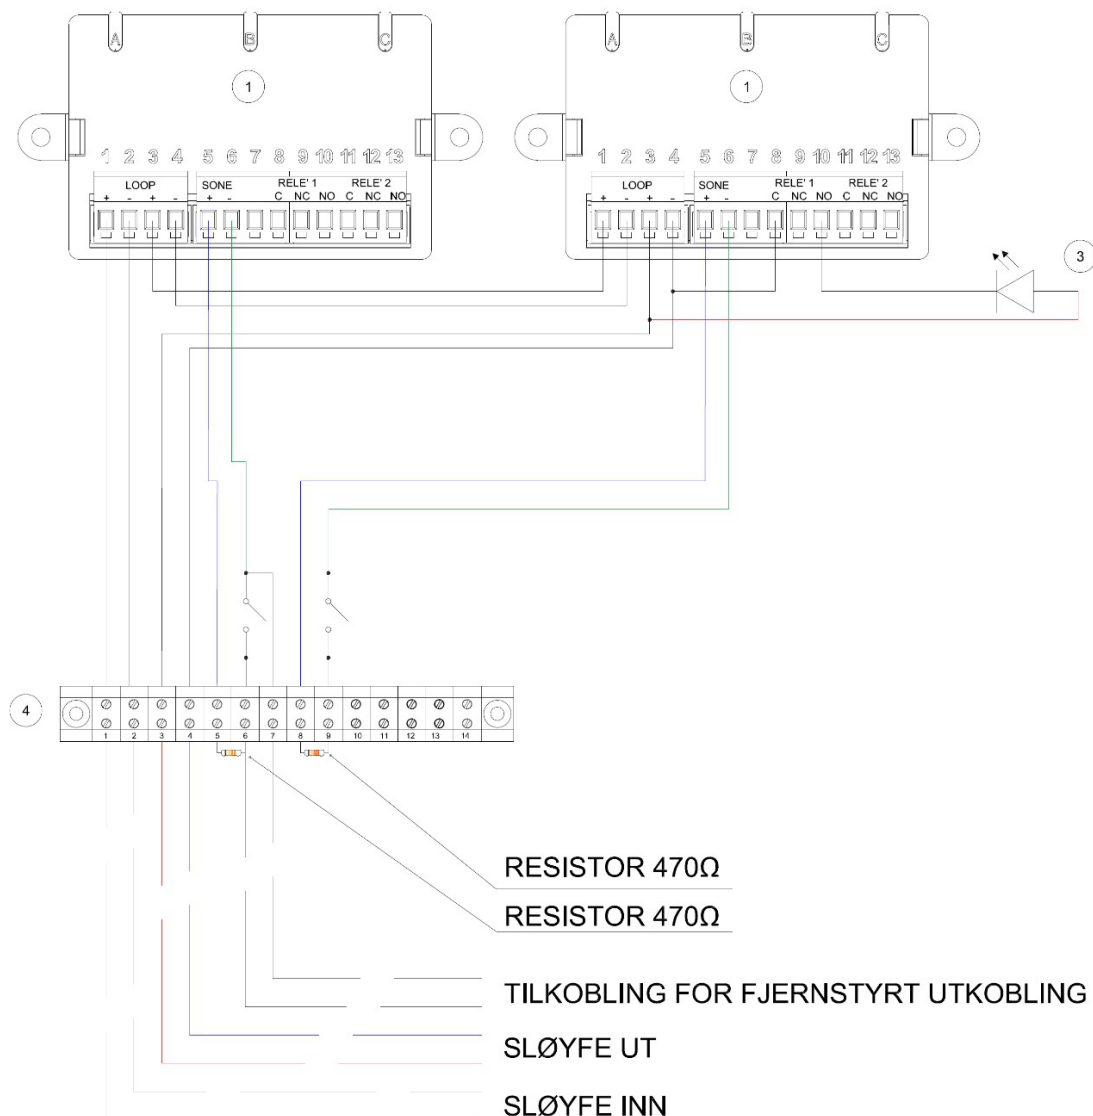 A B C A B C
1 1
1 2 3 4 5 6 7 8 9 10 11 12 13 1 2 3 4 5 6 7 8 9 10 11 12 13
LOOP SONE RELE' 1 RELE' 2 LOOP SONE RELE' 1 RELE' 2
+ - + - + - C NC NO C NC NO + - + - + - C NC NO C NC NO
3
4
1 2 3 4 5 6 7 8 9 10 11 12 13 14
RESISTOR 470Ω
RESISTOR 470Ω
TILKOBLING FOR FJERNSTYRT UTKOBLING
SLØYFE UT
SLØYFE INN